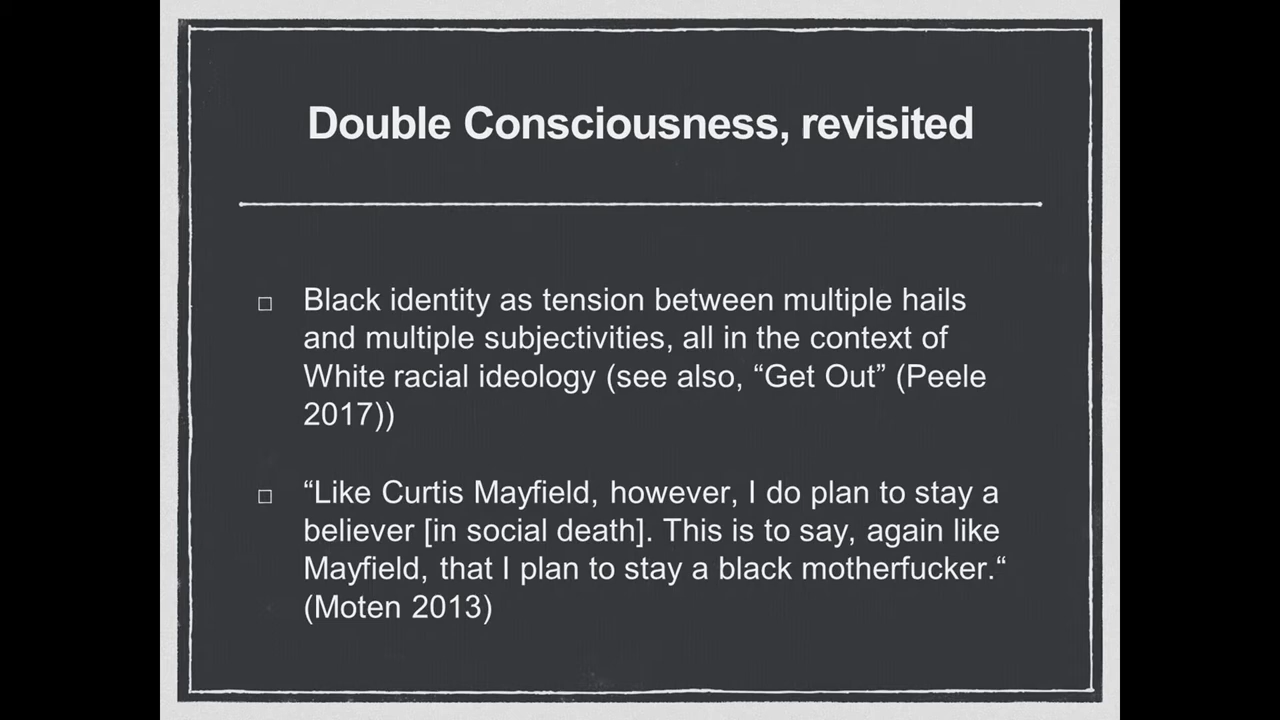 Double Consciousness, revisited
□ Black identity as tension between multiple hails
and multiple subjectivities, all in the context of
White racial ideology (see also, “Get Out” (Peele
2017))
□ “Like Curtis Mayfield, however, I do plan to stay a
believer [in social death]. This is to say, again like
Mayfield, that I plan to stay a black motherfucker.“
(Moten 2013)